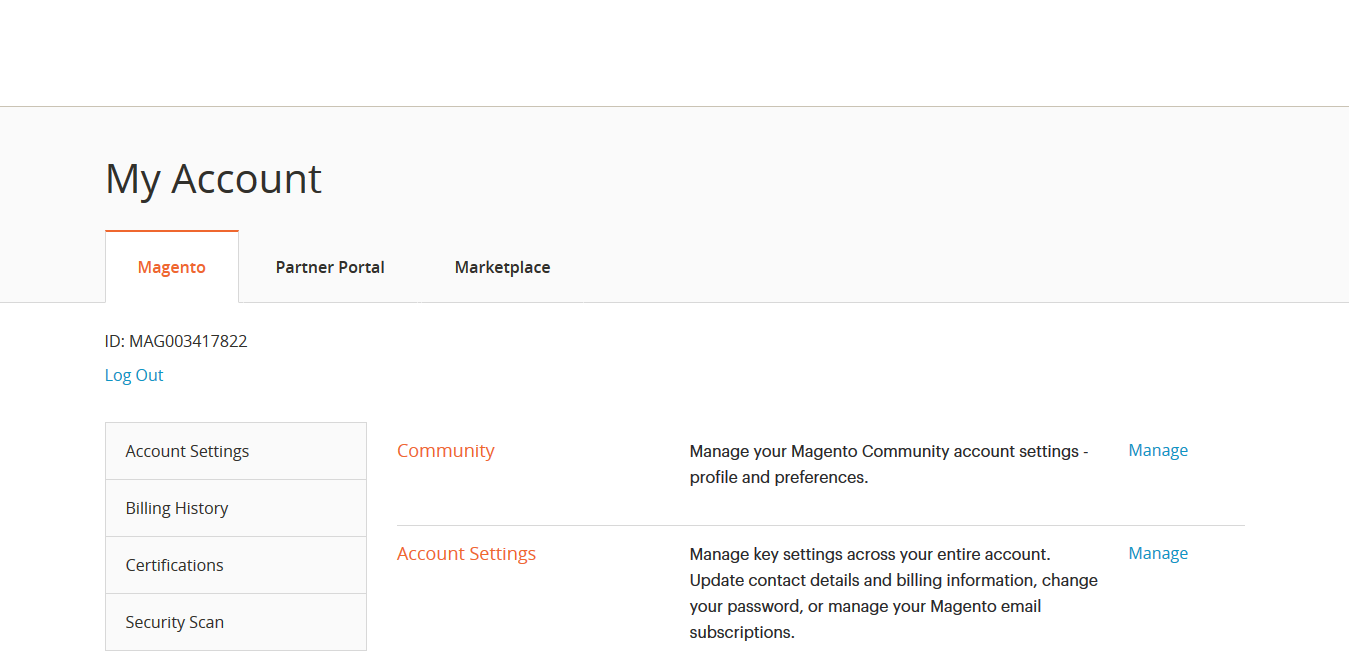 My Account
Magento
Partner Portal
Marketplace
ID: MAG003417822
Log Out
Account Settings
Billing History
Certifications
Security Scan
Community
Manage your Magento Community account settings -
profile and preferences.
Manage
Account Settings
Manage key settings across your entire account.
Update contact details and billing information, change
your password, or manage your Magento email
subscriptions.
Manage